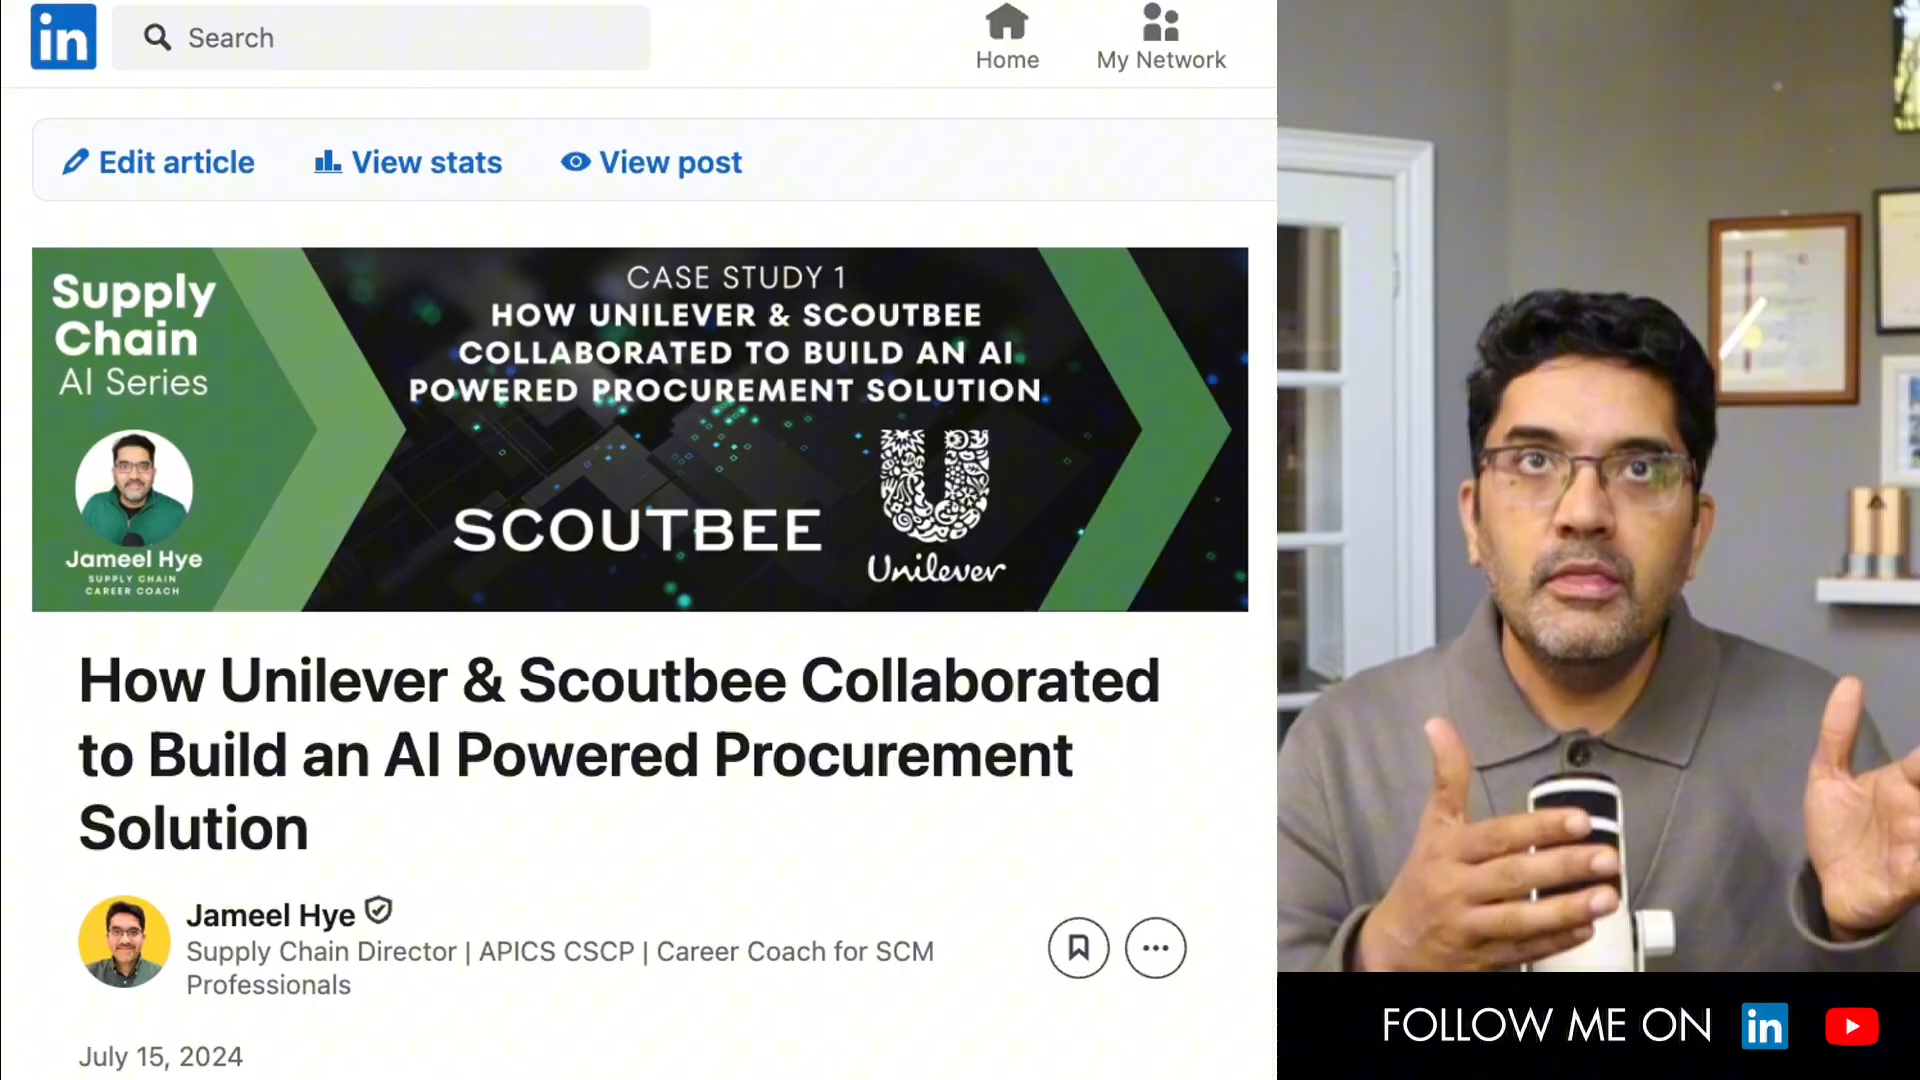 in
Search
Home
My Network
Edit article
View stats
View post
Supply
Chain
AI Series
Jameel Hye
SUPPLY CHAIN
CAREER COACH
CASE STUDY 1
HOW UNILEVER & SCOUTBEE
COLLABORATED TO BUILD AN AI
POWERED PROCUREMENT SOLUTION
SCOUTBEE
Unilever
How Unilever & Scoutbee Collaborated
to Build an AI Powered Procurement
Solution
Jameel Hye
Supply Chain Director | APICS CSCP | Career Coach for SCM
Professionals
July 15, 2024
FOLLOW ME ON in